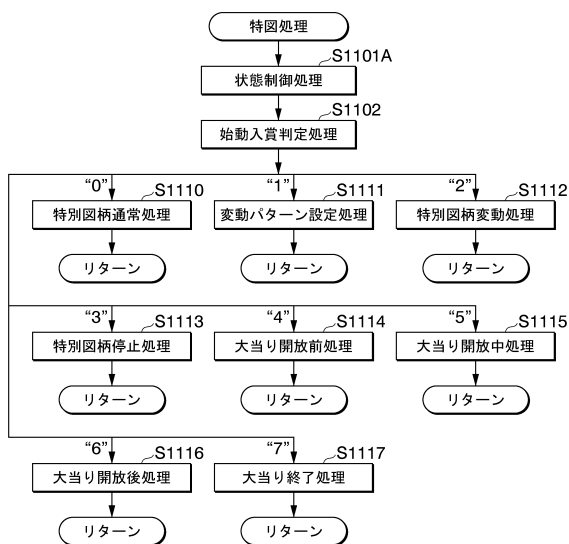 特図処理
S1101A
状態制御処理
S1102
始動入賞判定処理
“0” S1110 “1” S1111 “2” S1112
特別図柄通常処理 変動パターン設定処理 特別図柄変動処理
リターン リターン リターン
“3” S1113 “4” S1114 “5” S1115
特別図柄停止処理 大当り開放前処理 大当り開放中処理
リターン リターン リターン
“6” S1116 “7” S1117
大当り開放後処理 大当り終了処理
リターン リターン